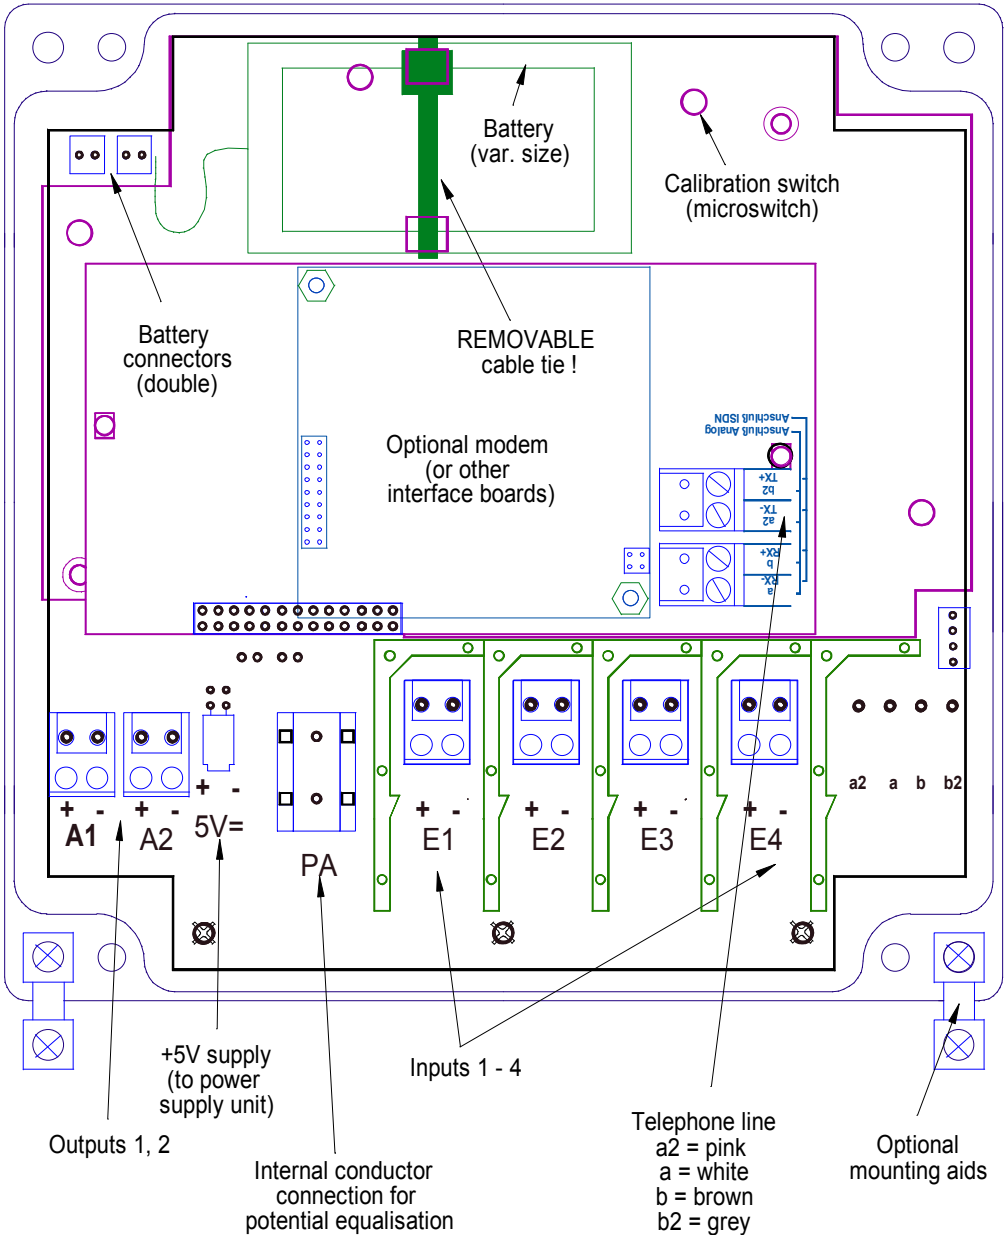 Battery
(var. size)
Calibration switch
(microswitch)
Battery
connectors
(double)
REMOVABLE
cable tie !
Optional modem
(or other
interface boards)
Anschluß ISDN
Anschluß Analog
TX+
b2
TX-
a2
RX+
b
RX-
a
+ -
A1
+ -
A2
+ -
5V=
PA
+ -
E1
+ -
E2
+ -
E3
+ -
E4
a2 a b b2
+5V supply
(to power
supply unit)
Inputs 1 - 4
Outputs 1, 2
Internal conductor
connection for
potential equalisation
Telephone line
a2 = pink
a = white
b = brown
b2 = grey
Optional
mounting aids